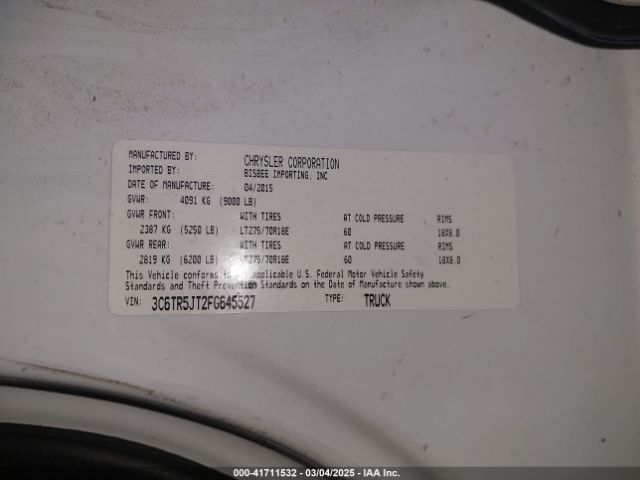 MANUFACTURED BY: CHRYSLER CORPORATION
IMPORTED BY: BISBEE IMPORTING, INC
DATE OF MANUFACTURE: 04/2015
GVWR: 4091 KG (9000 LB)
GVWR FRONT: WITH TIRES AT COLD PRESSURE RIMS
2387 KG (5250 LB) LT275/70R18E 60 18X8.0
GVWR REAR: WITH TIRES AT COLD PRESSURE RIMS
2819 KG (6200 LB) LT275/70R18E 60 18X8.0
This Vehicle conforms to all applicable U.S. Federal Motor Vehicle Safety
Standards and Theft Prevention Standards on the Date of Manufacture shown above
VIN: 3C6TR5JT2FG645527 TYPE: TRUCK
000-41711532 — 03/04/2025 — IAA Inc.